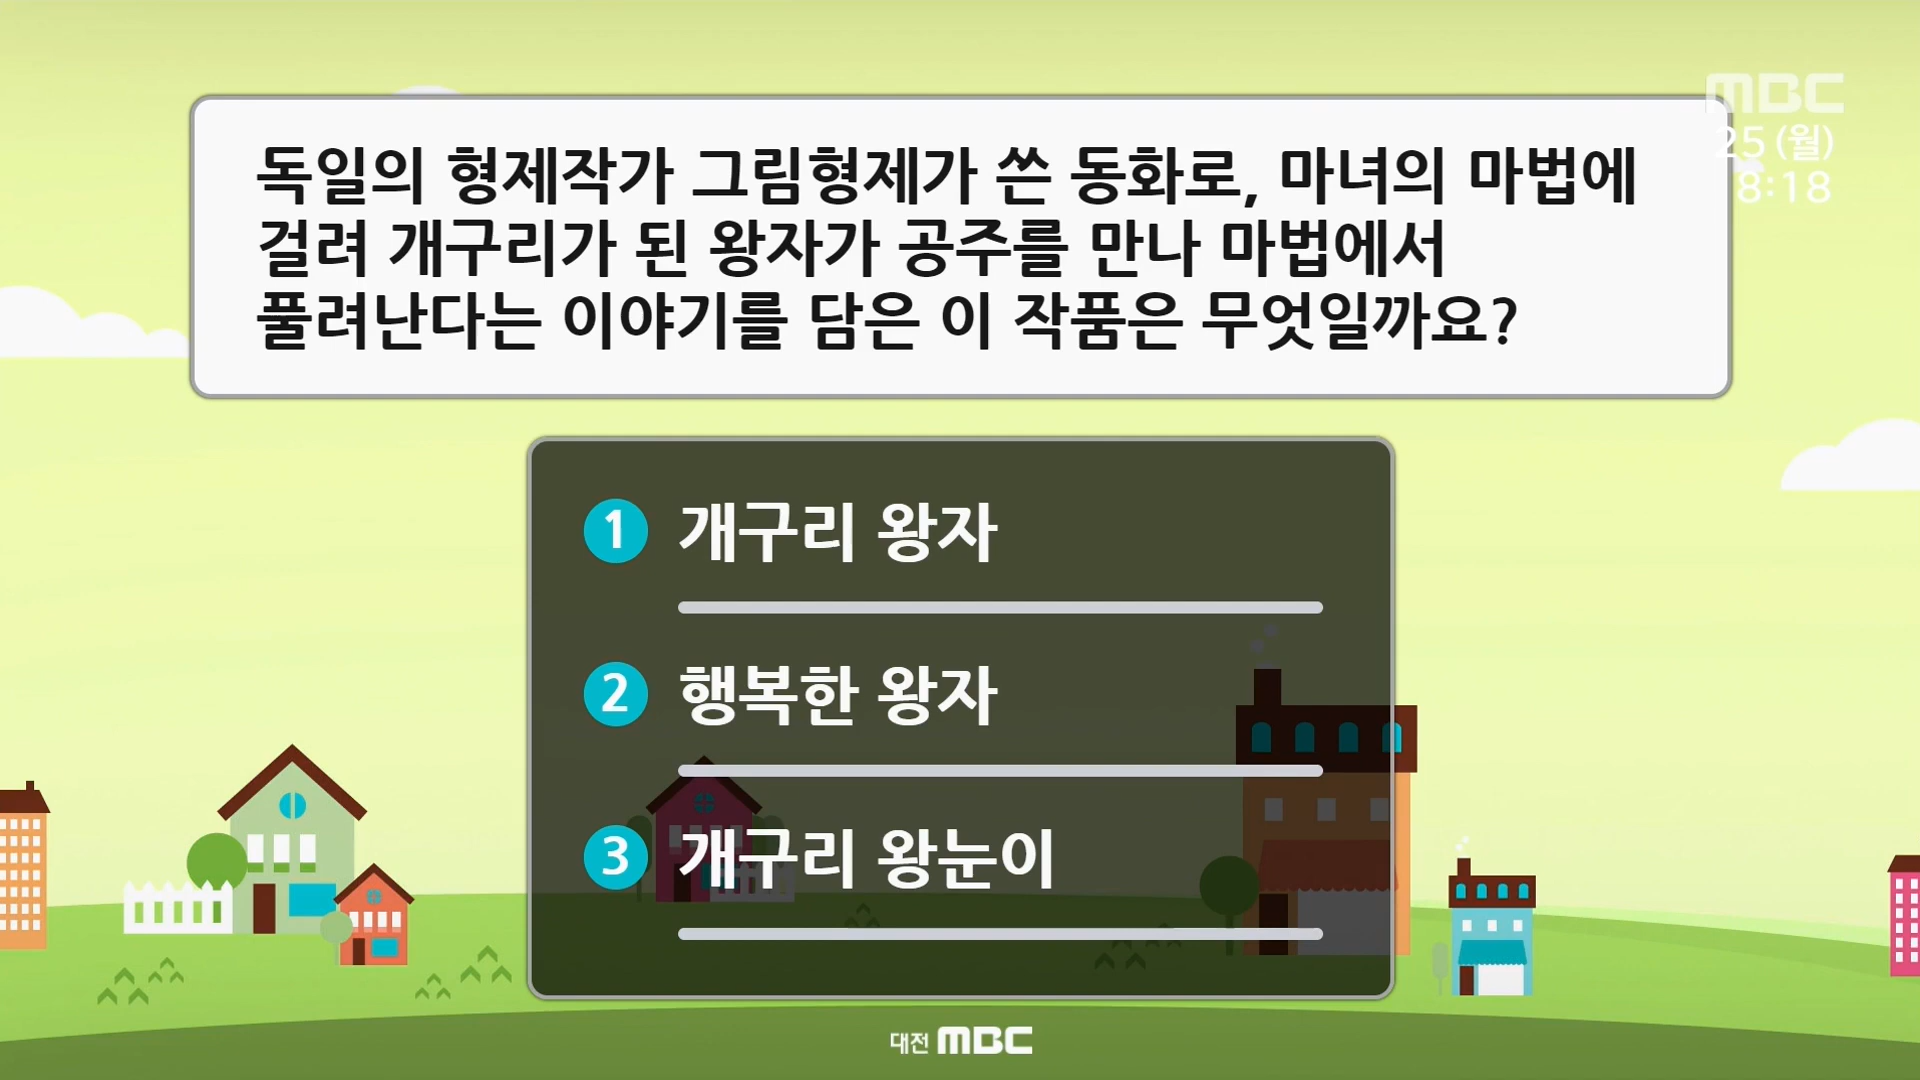 MBC
25 (월)
8:18
독일의 형제작가 그림형제가 쓴 동화로, 마녀의 마법에
걸려 개구리가 된 왕자가 공주를 만나 마법에서
풀려난다는 이야기를 담은 이 작품은 무엇일까요?
1 개구리 왕자
2 행복한 왕자
3 개구리 왕눈이
대전 MBC